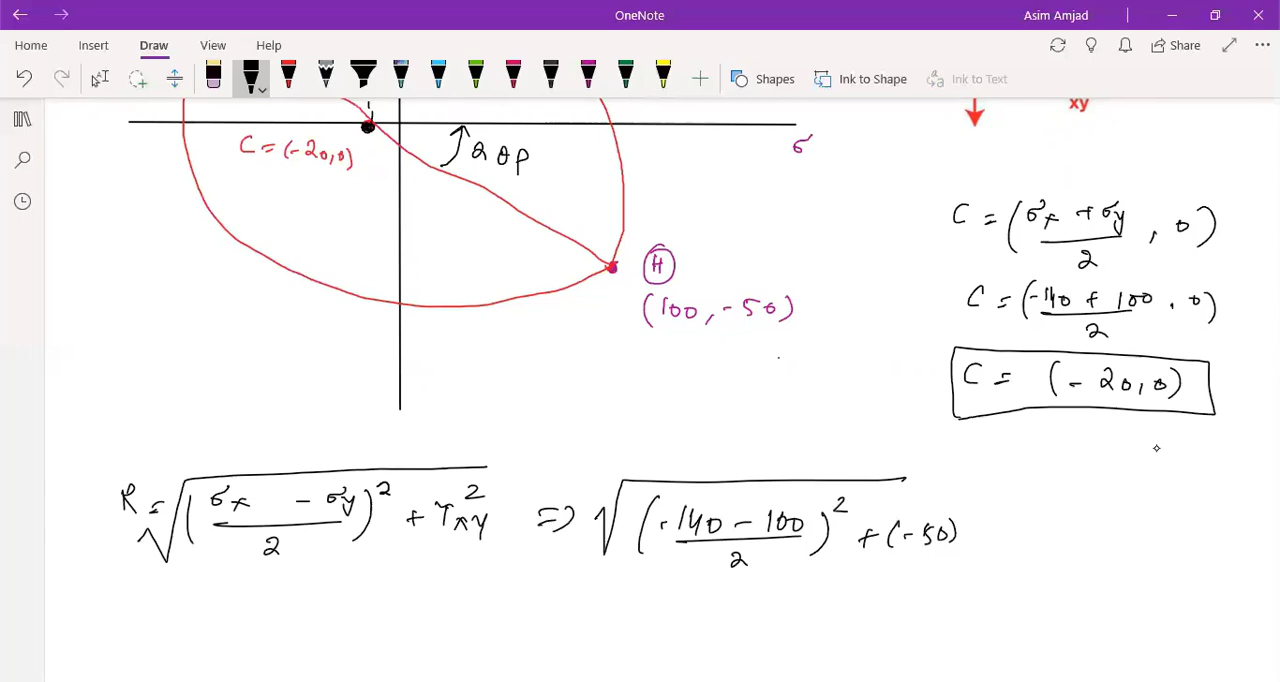 OneNote
Asim Amjad
Home Insert Draw View Help
Share
Shapes
Ink to Shape
Ink to Text
xy
C = (-20,0)
2θp
σ
H
(100, -50)
C = (σx + σy / 2 , 0)
C = (-140 + 100 / 2 , 0)
C = (-20,0)
R = √((σx - σy / 2)² + τxy²) => √((-140 - 100 / 2)² + (-50)